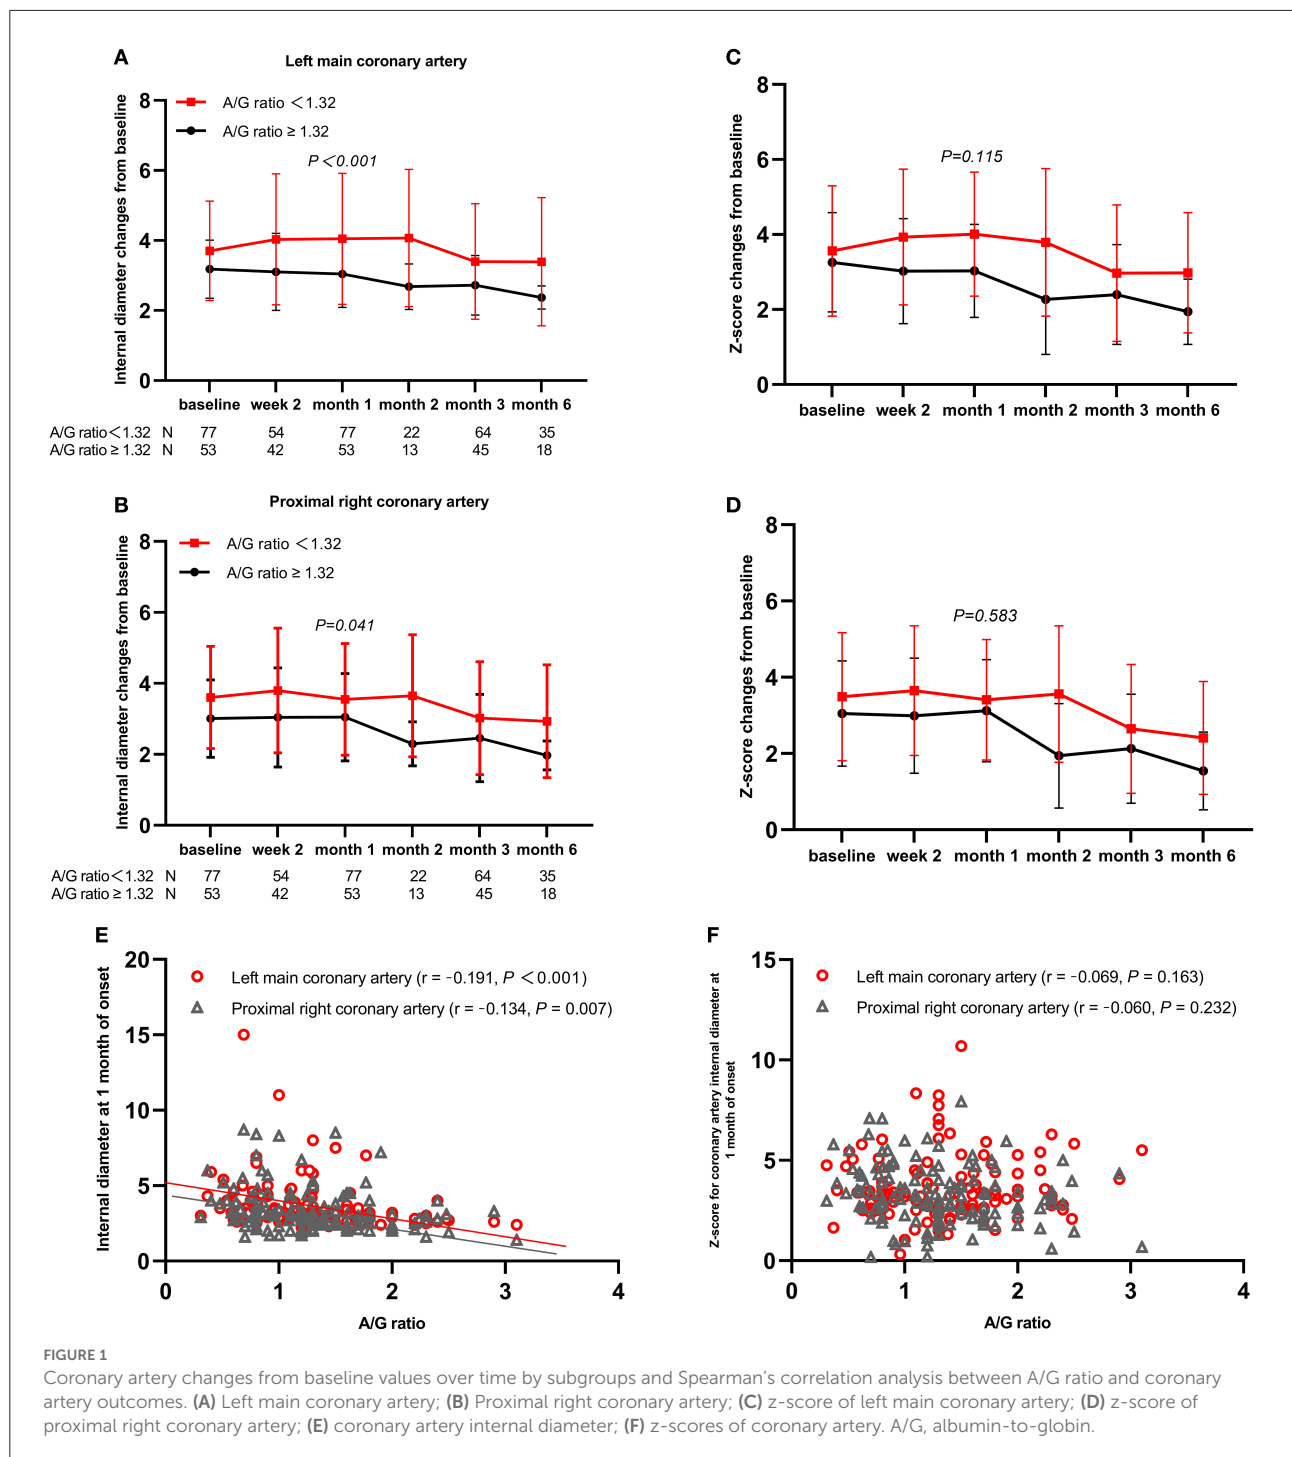 A
Left main coronary artery
Internal diameter changes from baseline
8
6
4
2
0
A/G ratio <1.32
A/G ratio ≥ 1.32
P<0.001
baseline week 2 month 1 month 2 month 3 month 6
A/G ratio<1.32 N 77 54 77 22 64 35
A/G ratio ≥ 1.32 N 53 42 53 13 45 18
C
Z-score changes from baseline
8
6
4
2
0
P=0.115
baseline week 2 month 1 month 2 month 3 month 6
B
Proximal right coronary artery
Internal diameter changes from baseline
8
6
4
2
0
A/G ratio <1.32
A/G ratio ≥ 1.32
P=0.041
baseline week 2 month 1 month 2 month 3 month 6
A/G ratio<1.32 N 77 54 77 22 64 35
A/G ratio ≥ 1.32 N 53 42 53 13 45 18
D
Z-score changes from baseline
8
6
4
2
0
P=0.583
baseline week 2 month 1 month 2 month 3 month 6
E
Internal diameter at 1 month of onset
20
15
10
5
0
Left main coronary artery (r = -0.191, P <0.001)
Proximal right coronary artery (r = -0.134, P = 0.007)
0 1 2 3 4
A/G ratio
F
Z-score for coronary artery internal diameter at
1 month of onset
15
10
5
0
Left main coronary artery (r = -0.069, P = 0.163)
Proximal right coronary artery (r = -0.060, P = 0.232)
0 1 2 3 4
A/G ratio
FIGURE 1
Coronary artery changes from baseline values over time by subgroups and Spearman's correlation analysis between A/G ratio and coronary
artery outcomes. (A) Left main coronary artery; (B) Proximal right coronary artery; (C) z-score of left main coronary artery; (D) z-score of
proximal right coronary artery; (E) coronary artery internal diameter; (F) z-scores of coronary artery. A/G, albumin-to-globin.